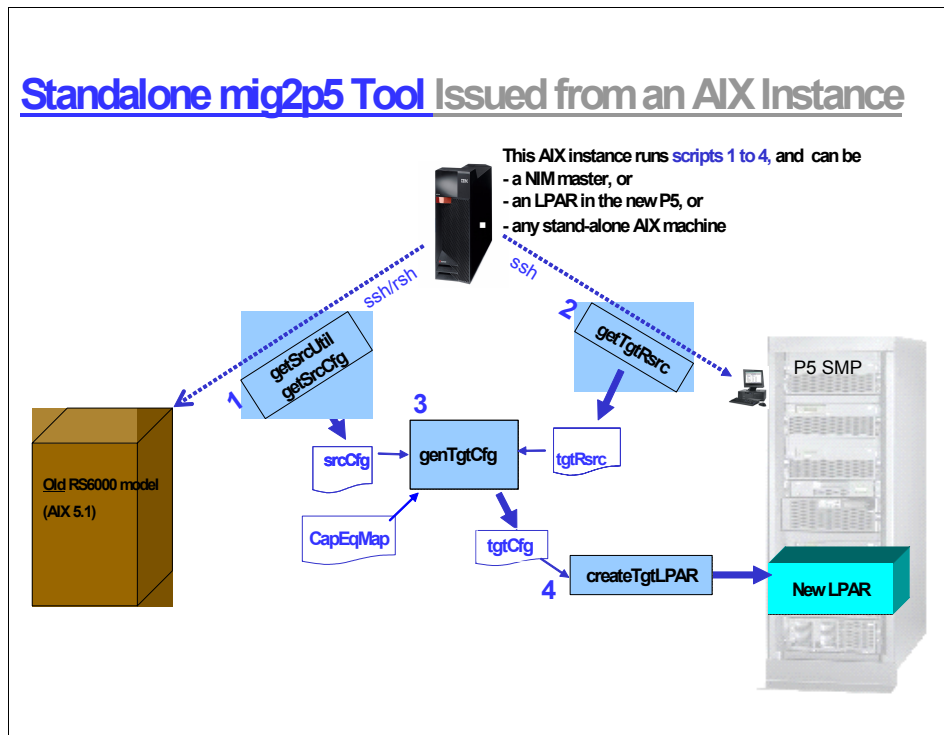 Standalone mig2p5 Tool Issued from an AIX Instance
This AIX instance runs scripts 1 to 4, and can be
- a NIM master, or
- an LPAR in the new P5, or
- any stand-alone AIX machine
ssh/rsh
ssh
1
getSrcUtil
getSrcCfg
2
getTgtRsrc
P5 SMP
3
srcCfg
genTgtCfg
tgtRsrc
Old RS6000 model
(AIX 5.1)
CapEqMap
tgtCfg
4
createTgtLPAR
New LPAR